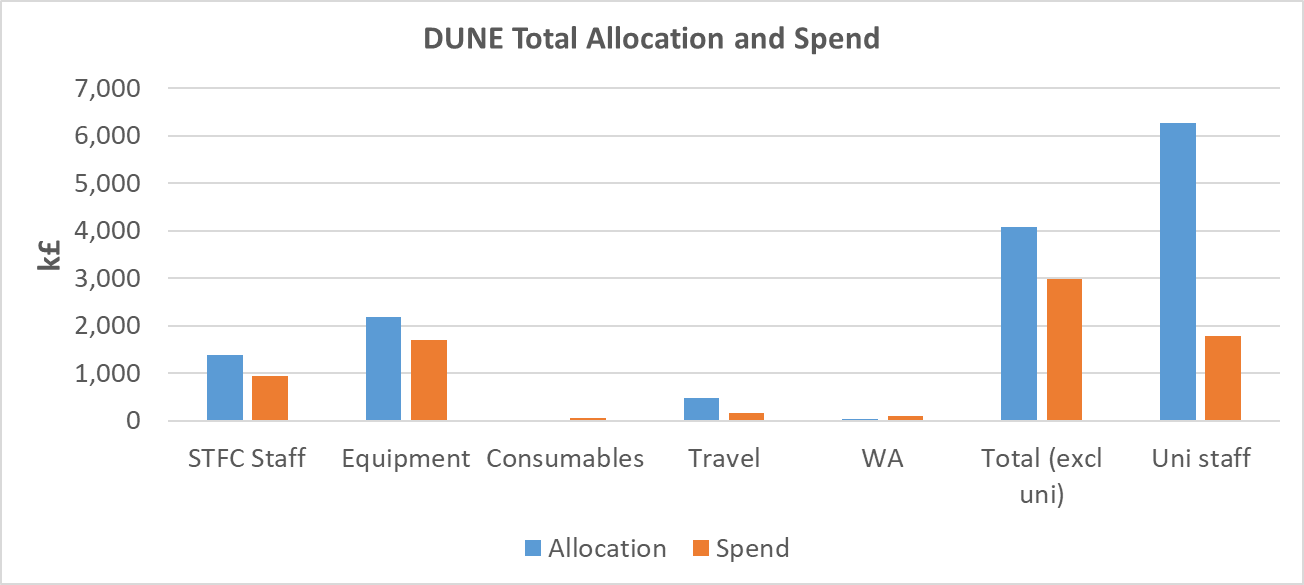 DUNE Total Allocation and Spend
7,000
6,000
5,000
4,000
3,000
2,000
1,000
0
k£
STFC Staff
Equipment
Consumables
Travel
WA
Total (excl
uni)
Uni staff
Allocation
Spend